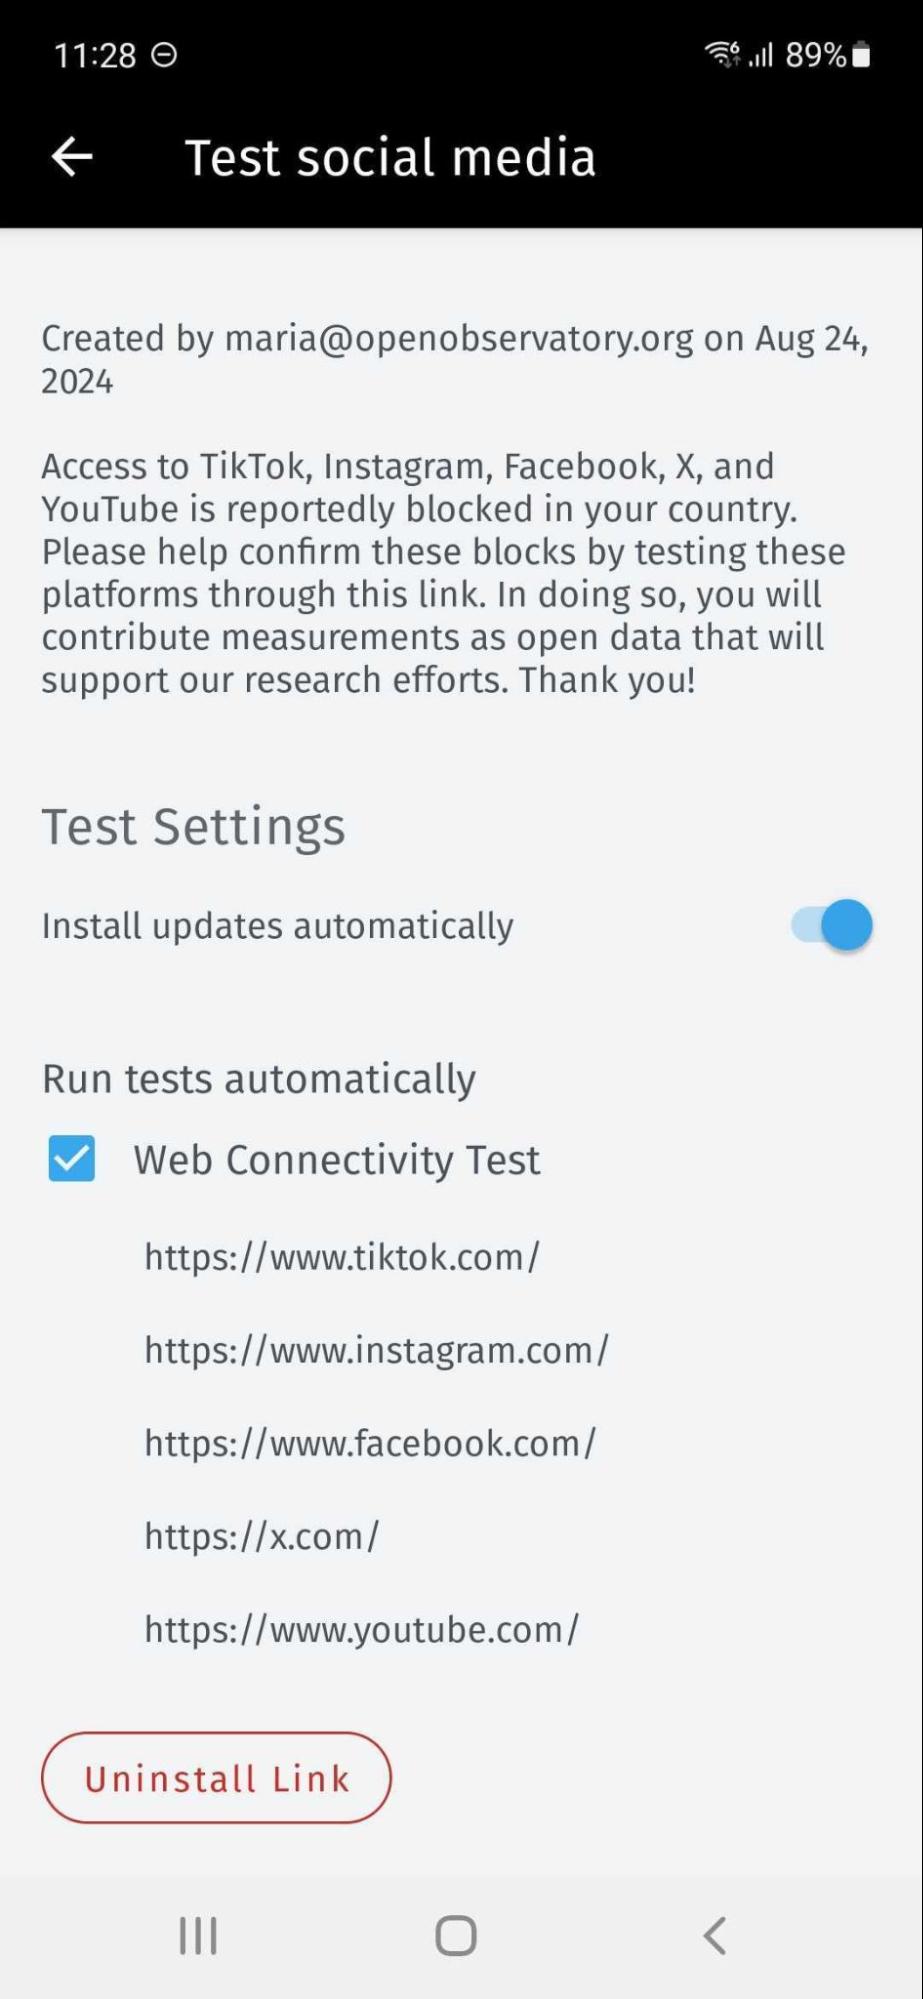 11:28
6 89%
Test social media
Created by maria@openobservatory.org on Aug 24,
2024
Access to TikTok, Instagram, Facebook, X, and
YouTube is reportedly blocked in your country.
Please help confirm these blocks by testing these
platforms through this link. In doing so, you will
contribute measurements as open data that will
support our research efforts. Thank you!
Test Settings
Install updates automatically
Run tests automatically
Web Connectivity Test
https://www.tiktok.com/
https://www.instagram.com/
https://www.facebook.com/
https://x.com/
https://www.youtube.com/
Uninstall Link